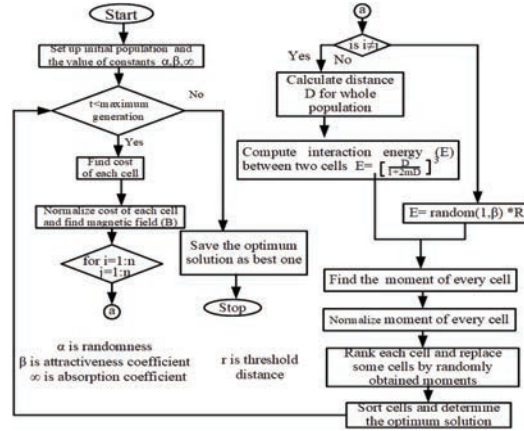 Start
Set up initial population and
the value of constants α,β,∞
t<maximum
generation
No
Yes
Find cost
of each cell
Normalize cost of each cell
and find magnetic field (B)
for i=1:n
j=1:n
a
Save the optimum
solution as best one
Stop
α is randomness
β is attractiveness coefficient
∞ is absorption coefficient
r is threshold
distance
a
is i≠j
Yes
No
Calculate distance
D for whole
population
Compute interaction energy (E)
between two cells E= [D/1+2mD]
E= random(1,β) *R
Find the moment of every cell
Normalize moment of every cell
Rank each cell and replace
some cells by randomly
obtained moments
Sort cells and determine
the optimum solution